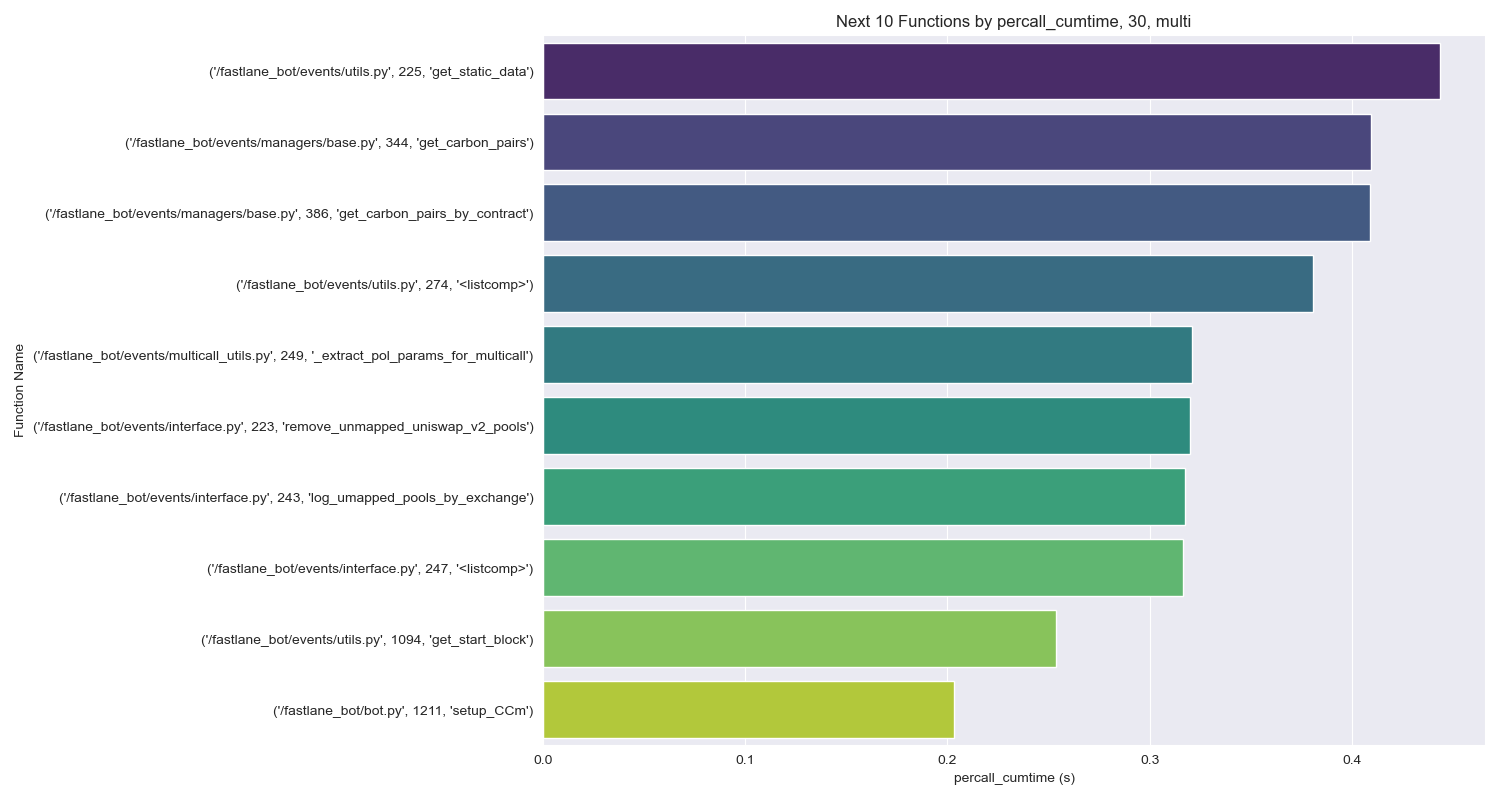 Next 10 Functions by percall_cumtime, 30, multi
('/fastlane_bot/events/utils.py', 225, 'get_static_data')
('/fastlane_bot/events/managers/base.py', 344, 'get_carbon_pairs')
('/fastlane_bot/events/managers/base.py', 386, 'get_carbon_pairs_by_contract')
('/fastlane_bot/events/utils.py', 274, '<listcomp>')
('/fastlane_bot/events/multicall_utils.py', 249, '_extract_pol_params_for_multicall')
('/fastlane_bot/events/interface.py', 223, 'remove_unmapped_uniswap_v2_pools')
('/fastlane_bot/events/interface.py', 243, 'log_umapped_pools_by_exchange')
('/fastlane_bot/events/interface.py', 247, '<listcomp>')
('/fastlane_bot/events/utils.py', 1094, 'get_start_block')
('/fastlane_bot/bot.py', 1211, 'setup_CCm')
Function Name
0.0 0.1 0.2 0.3 0.4
percall_cumtime (s)